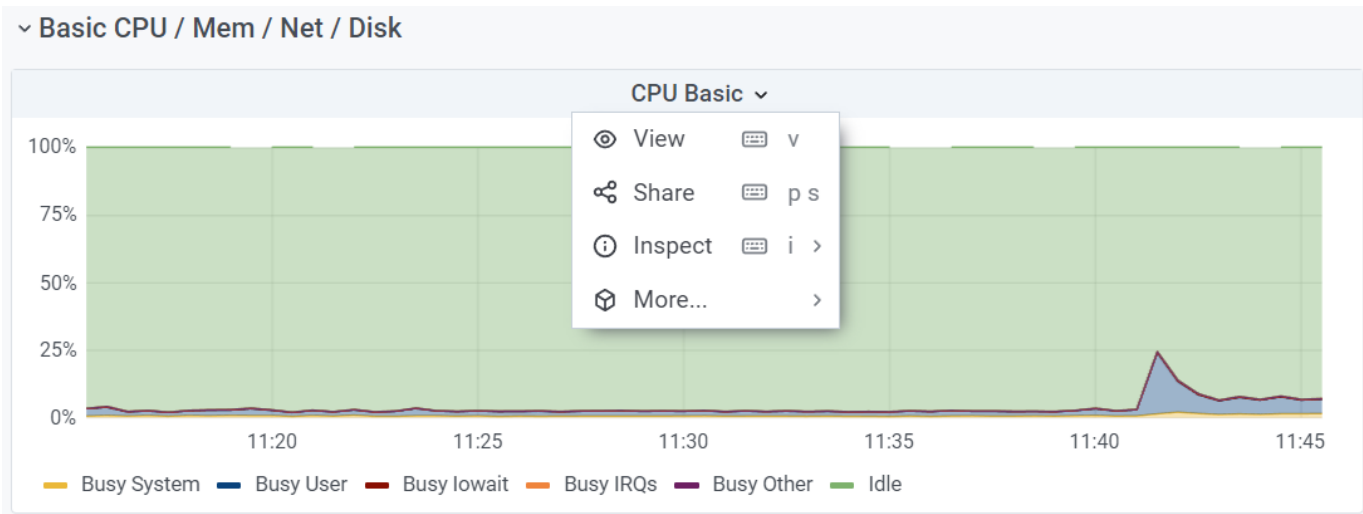 Basic CPU / Mem / Net / Disk
CPU Basic
View v
Share p s
Inspect i
More...
100%
75%
50%
25%
0%
11:20 11:25 11:30 11:35 11:40 11:45
Busy System Busy User Busy Iowait Busy IRQs Busy Other Idle